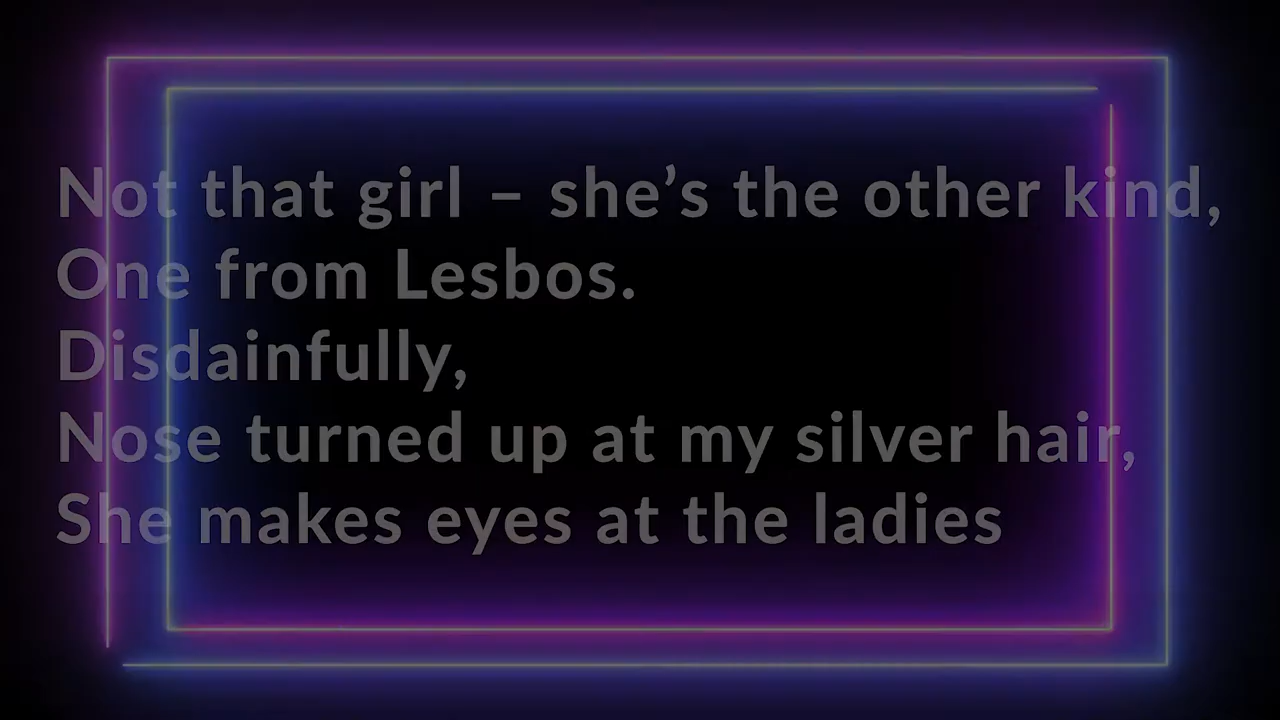 Not that girl – she’s the other kind,
One from Lesbos.
Disdainfully,
Nose turned up at my silver hair,
She makes eyes at the ladies